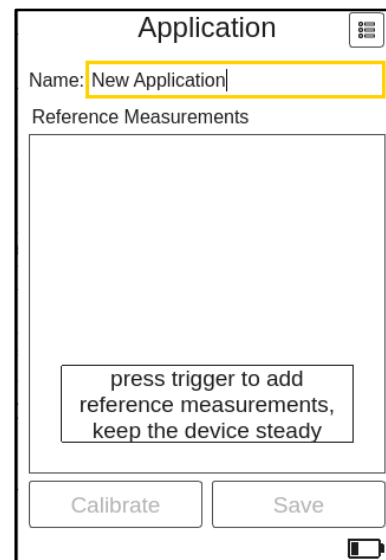 Application
Name: New Application
Reference Measurements
press trigger to add
reference measurements,
keep the device steady
Calibrate Save